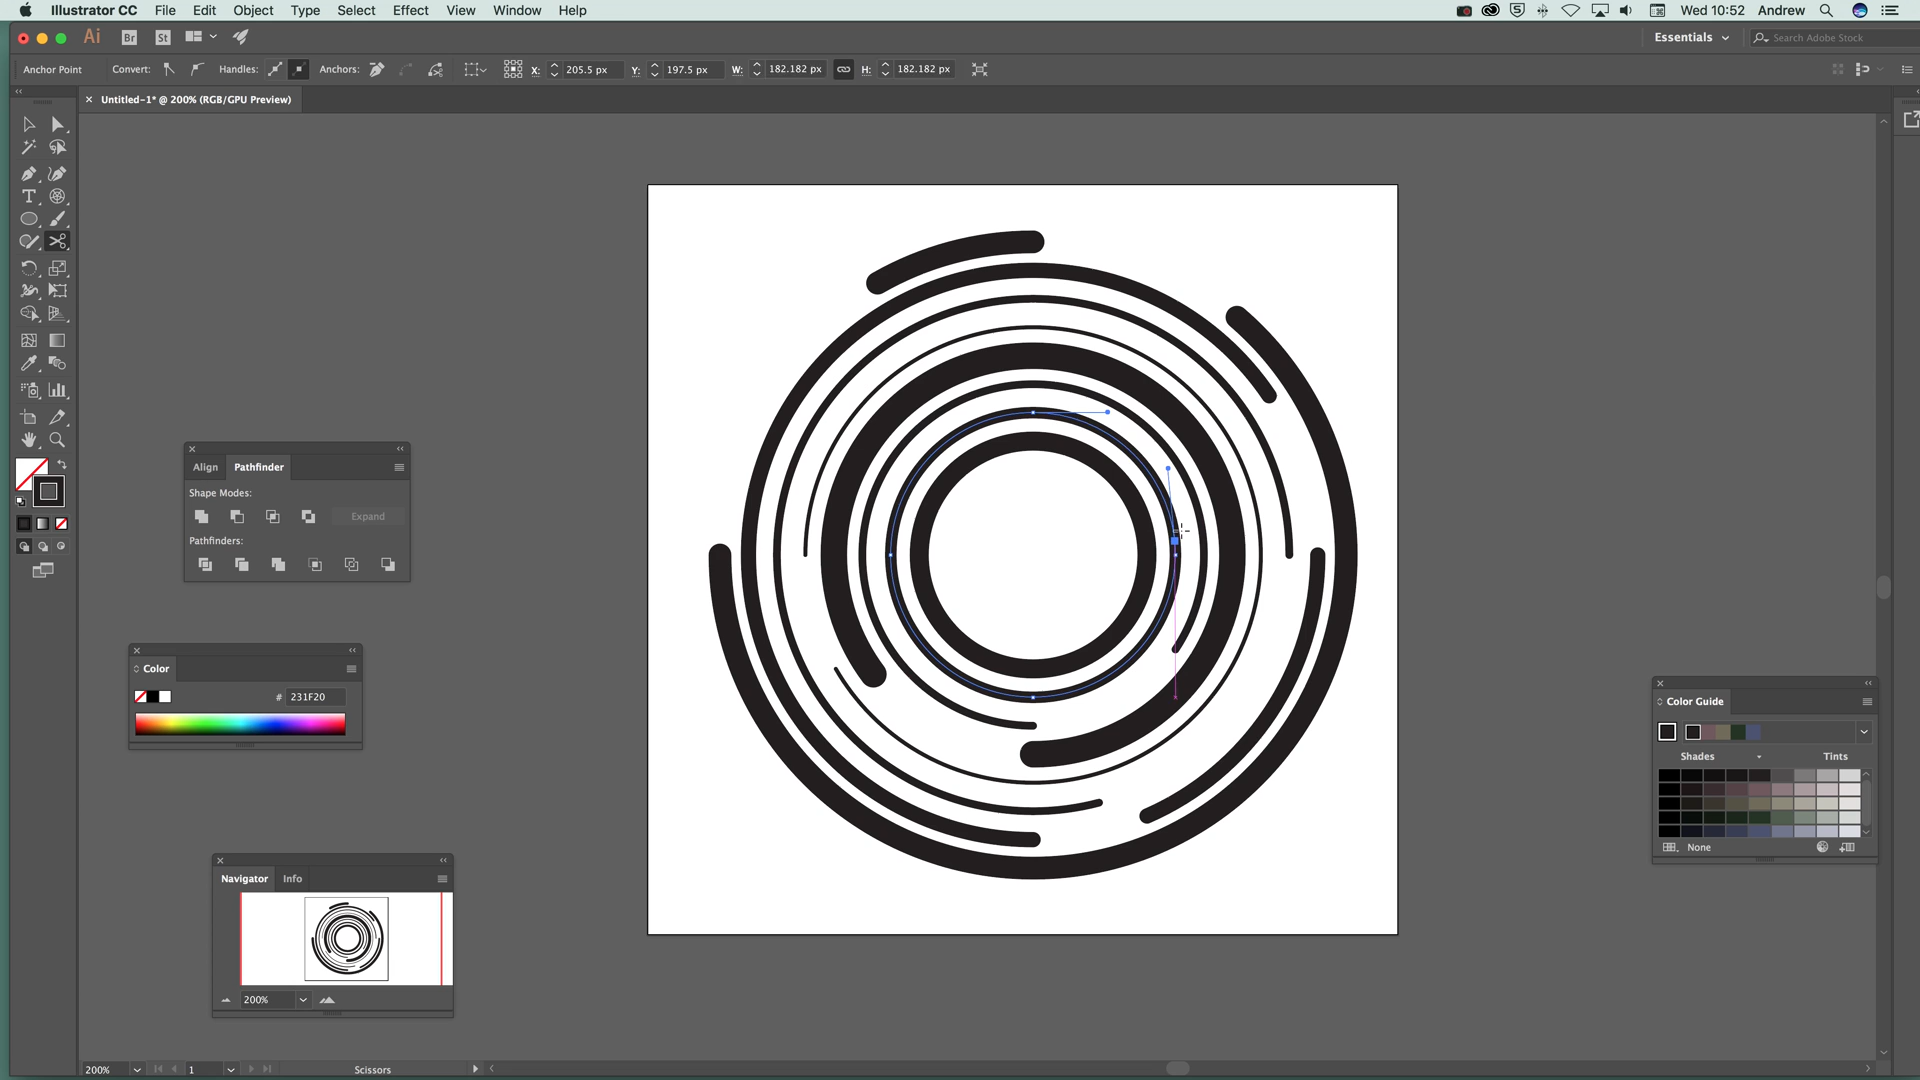 Illustrator CC File Edit Object Type Select Effect View Window Help Wed 10:52 Andrew
Ai Br St Essentials Search Adobe Stock
Anchor Point Convert: Handles: Anchors: X: 205.5 px Y: 197.5 px W: 182.182 px H: 182.182 px
Untitled-1* @ 200% (RGB/GPU Preview)
Align Pathfinder
Shape Modes:
Expand
Pathfinders:
Color
# 231F20
Color Guide
Shades Tints
None
Navigator Info
200%
200% 1 Scissors